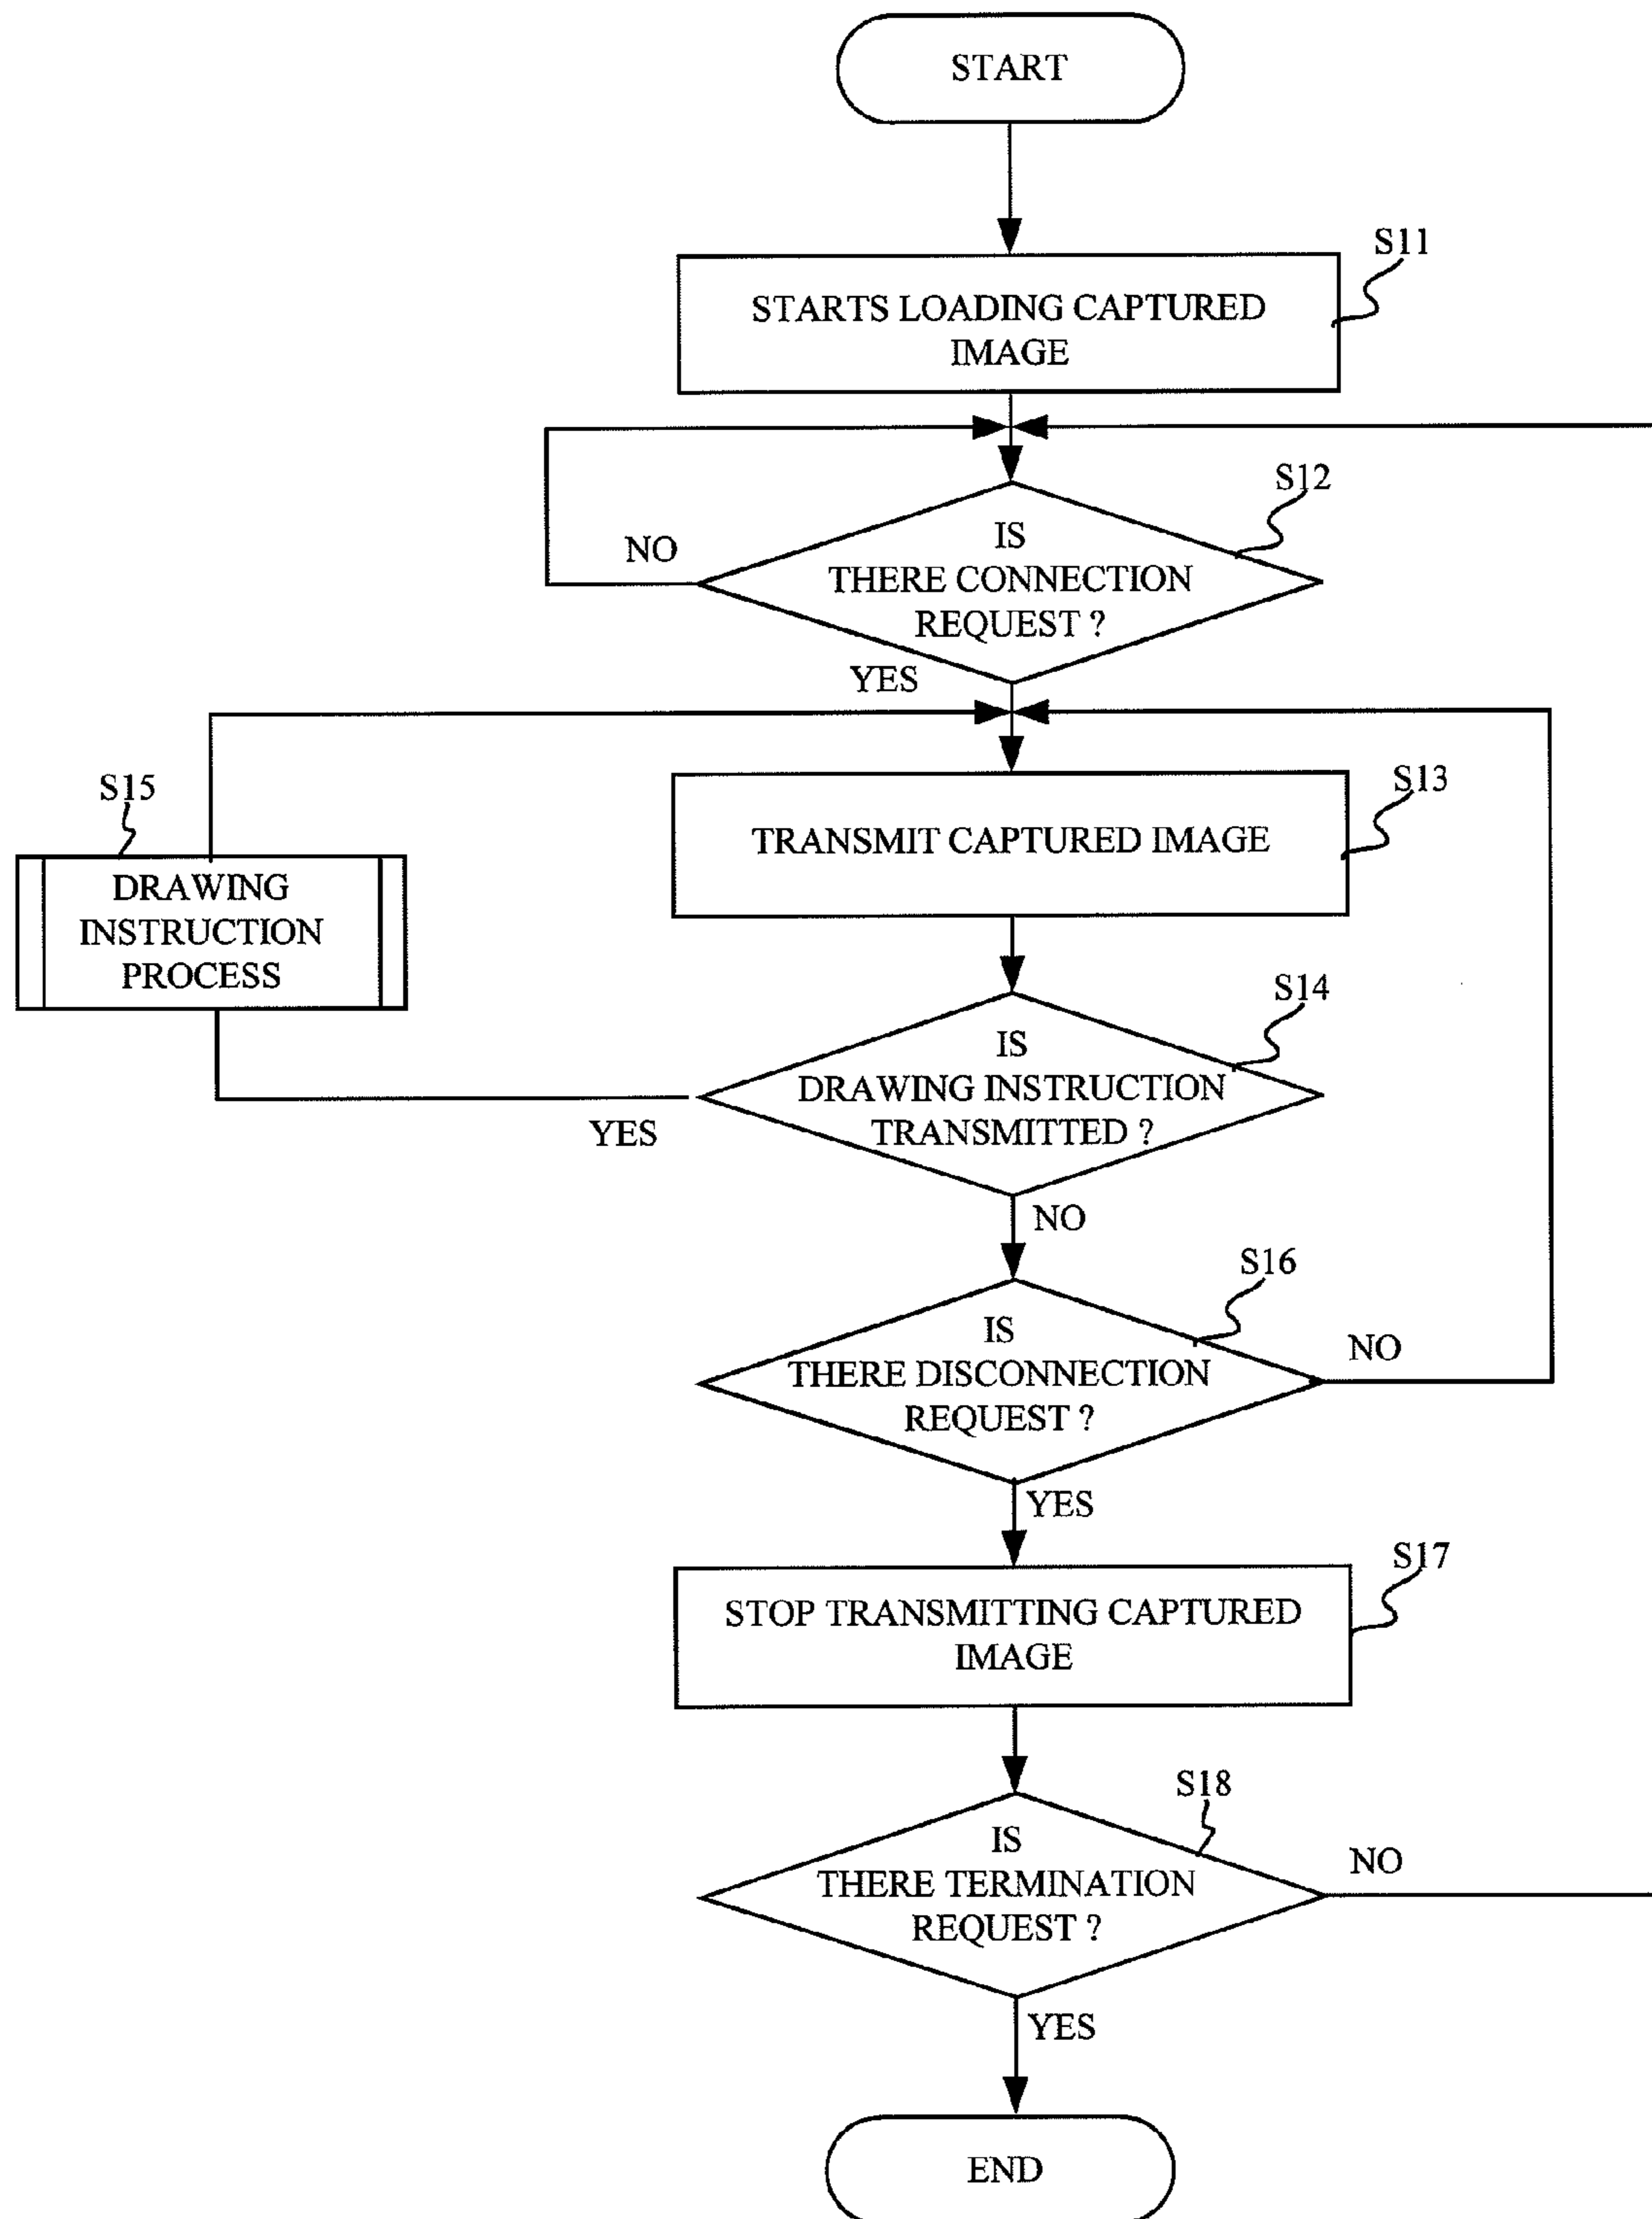 START
S11
STARTS LOADING CAPTURED
IMAGE
S12
IS
THERE CONNECTION
REQUEST ?
NO
YES
S13
TRANSMIT CAPTURED IMAGE
S15
DRAWING
INSTRUCTION
PROCESS
S14
IS
DRAWING INSTRUCTION
TRANSMITTED ?
YES
NO
S16
IS
THERE DISCONNECTION
REQUEST ?
NO
YES
S17
STOP TRANSMITTING CAPTURED
IMAGE
S18
IS
THERE TERMINATION
REQUEST ?
NO
YES
END